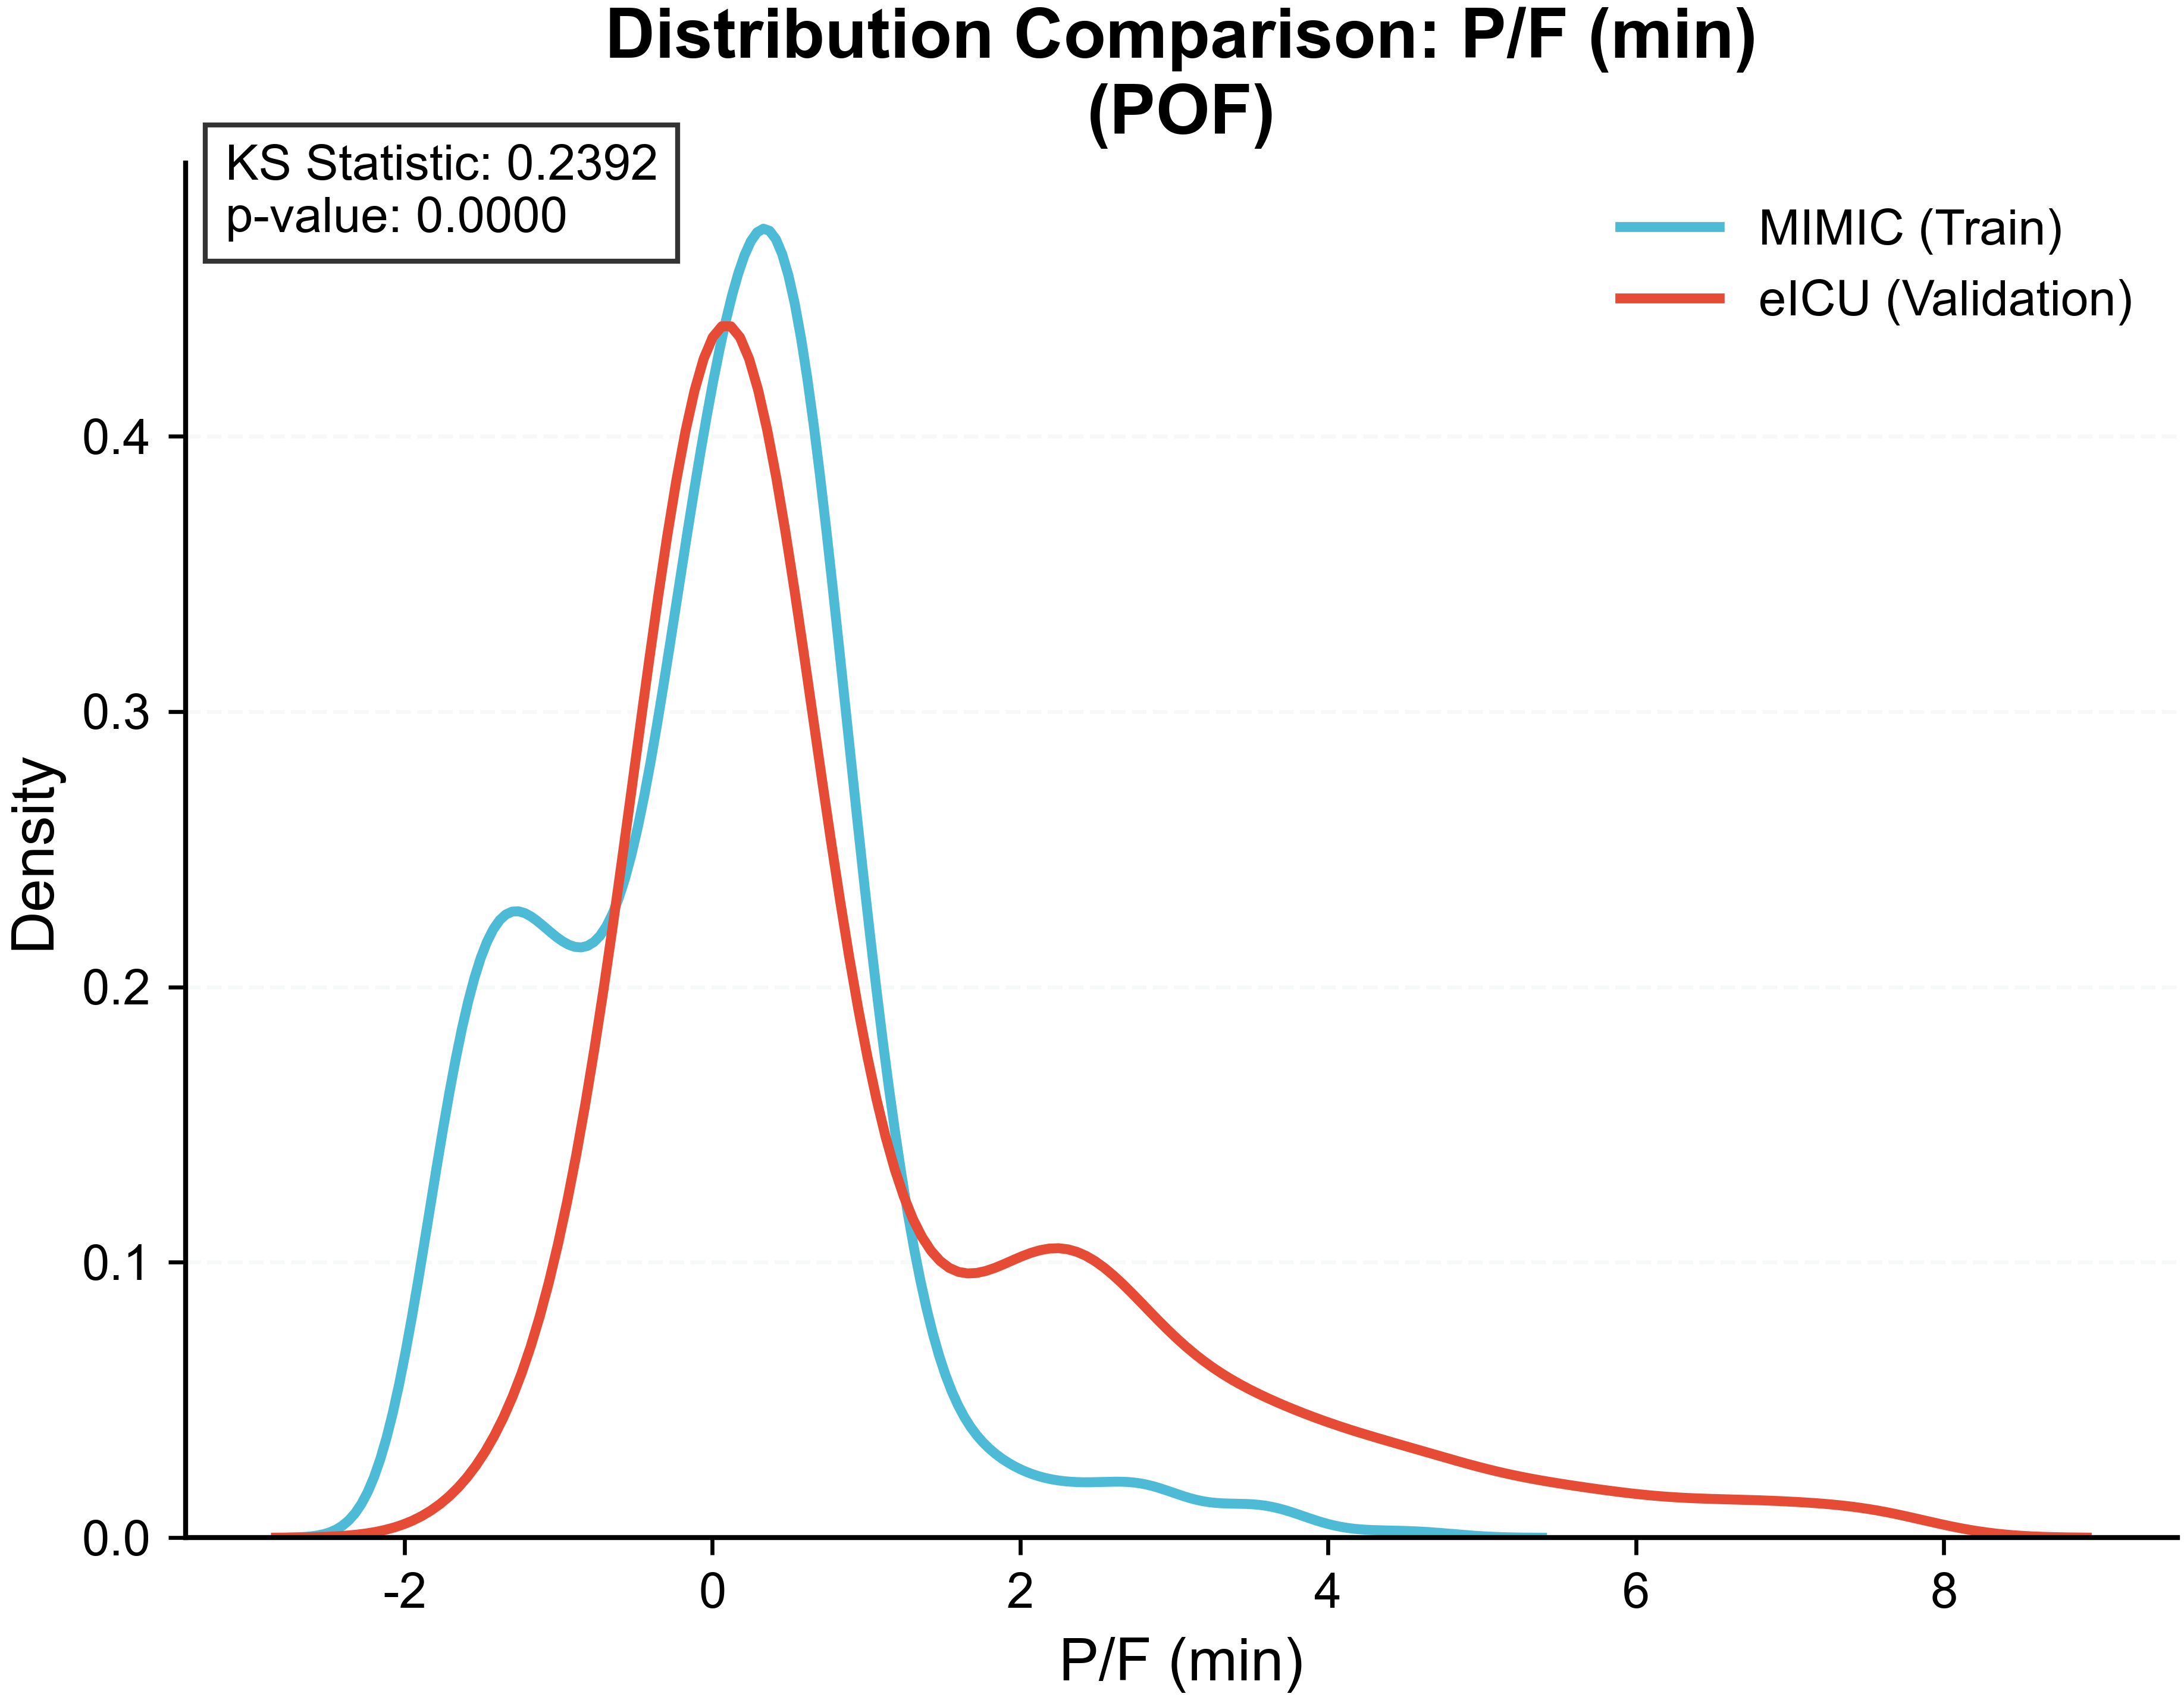 Distribution Comparison: P/F (min)
(POF)
KS Statistic: 0.2392
p-value: 0.0000
MIMIC (Train)
eICU (Validation)
0.4
0.3
0.2
0.1
0.0
Density
-2
0
2
4
6
8
P/F (min)